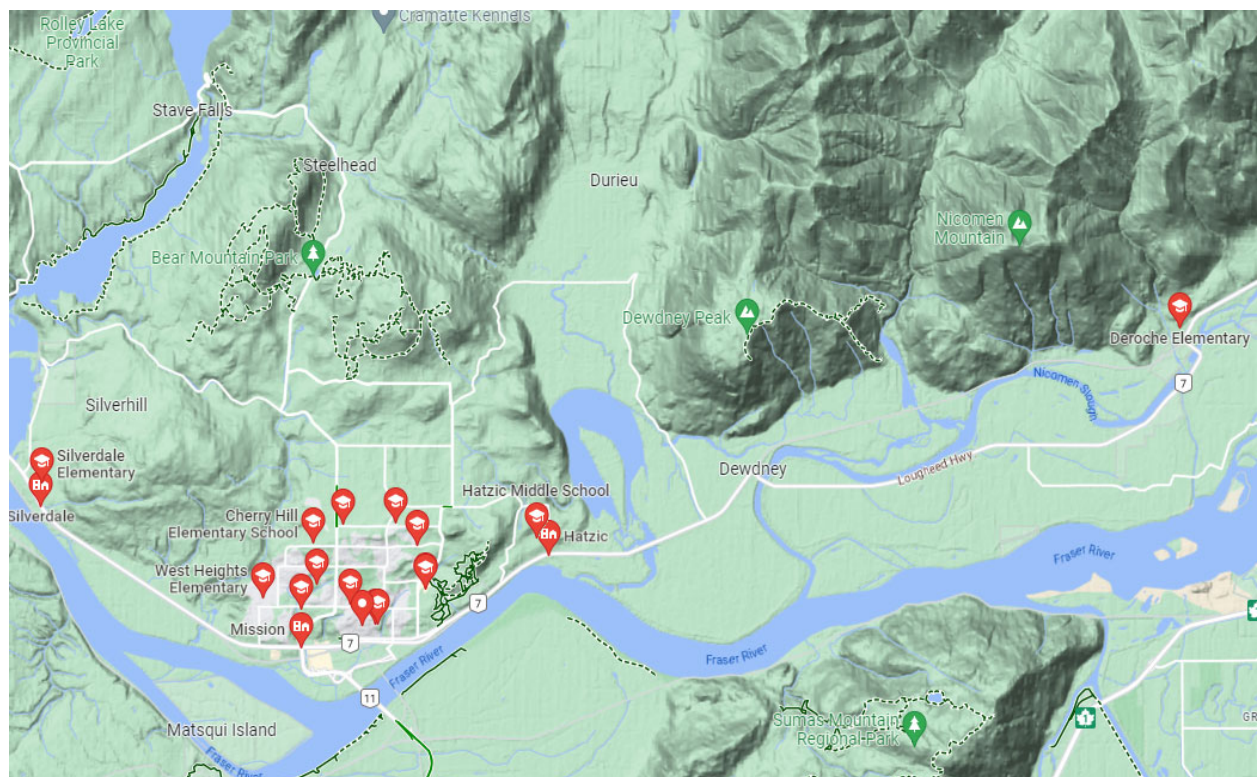 Cramatte Kennels
Rolley Lake
Provincial
Park
Stave Falls
Steelhead
Durieu
Nicomen
Mountain
Bear Mountain Park
Dewdney Peak
Deroche Elementary
Nicomen Slough
7
Silverhill
Silverdale
Elementary
Dewdney
Lougheed Hwy
Hatzic Middle School
Silverdale
Cherry Hill
Elementary School
Hatzic
Fraser River
West Heights
Elementary
7
Mission
7
Fraser River
Fraser River
11
Matsqui Island
Sumas Mountain
Regional Park
1
GR
Fraser River